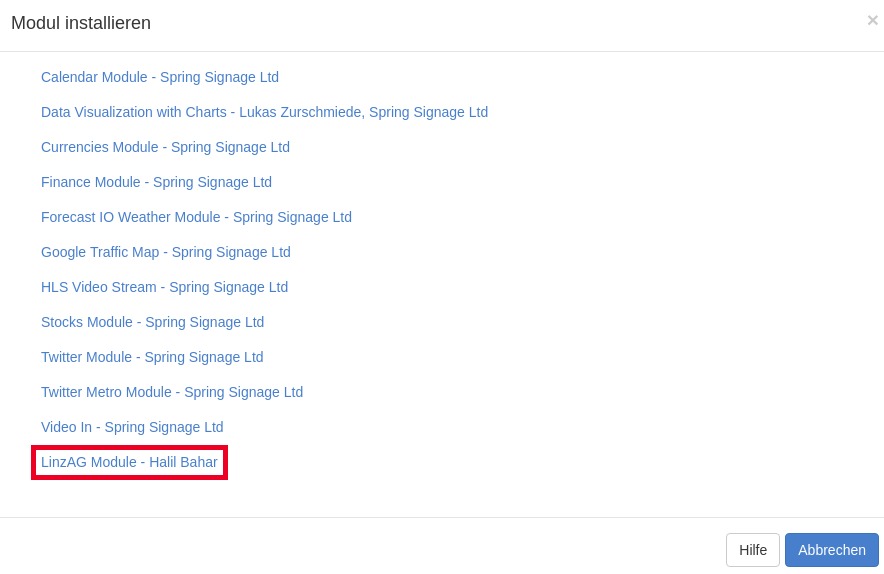 Modul installieren
×
Calendar Module - Spring Signage Ltd
Data Visualization with Charts - Lukas Zurschmiede, Spring Signage Ltd
Currencies Module - Spring Signage Ltd
Finance Module - Spring Signage Ltd
Forecast IO Weather Module - Spring Signage Ltd
Google Traffic Map - Spring Signage Ltd
HLS Video Stream - Spring Signage Ltd
Stocks Module - Spring Signage Ltd
Twitter Module - Spring Signage Ltd
Twitter Metro Module - Spring Signage Ltd
Video In - Spring Signage Ltd
LinzAG Module - Halil Bahar
Hilfe Abbrechen